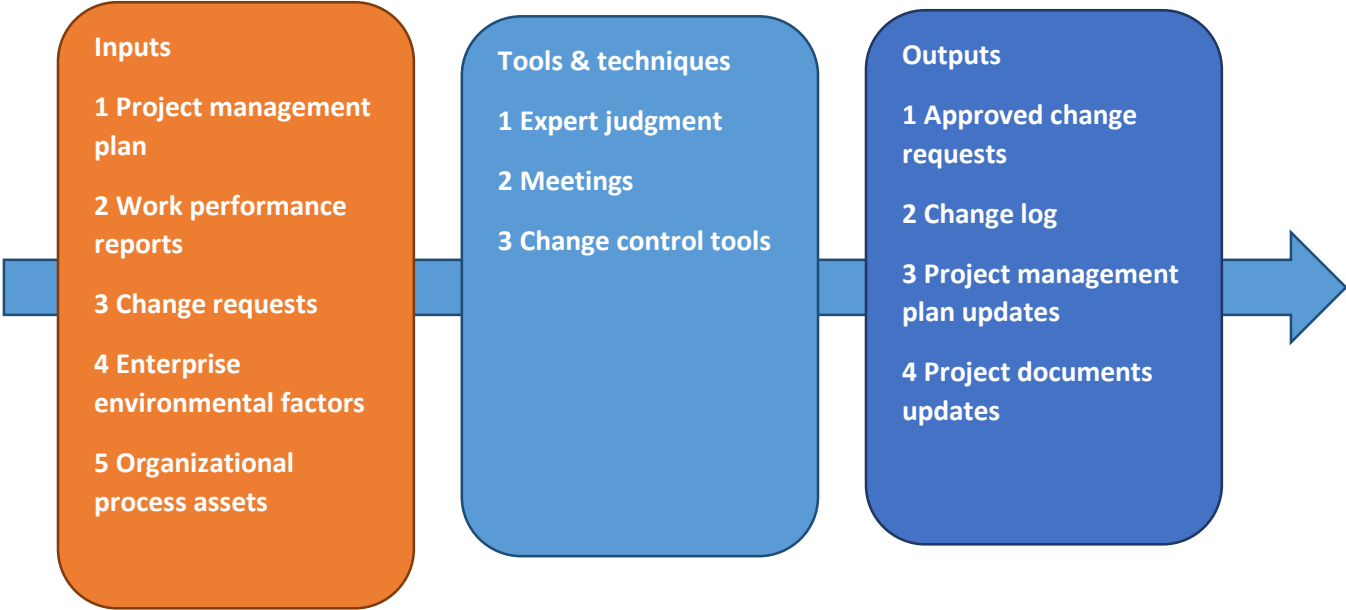 Inputs
1 Project management
plan
2 Work performance
reports
3 Change requests
4 Enterprise
environmental factors
5 Organizational
process assets
Tools & techniques
1 Expert judgment
2 Meetings
3 Change control tools
Outputs
1 Approved change
requests
2 Change log
3 Project management
plan updates
4 Project documents
updates